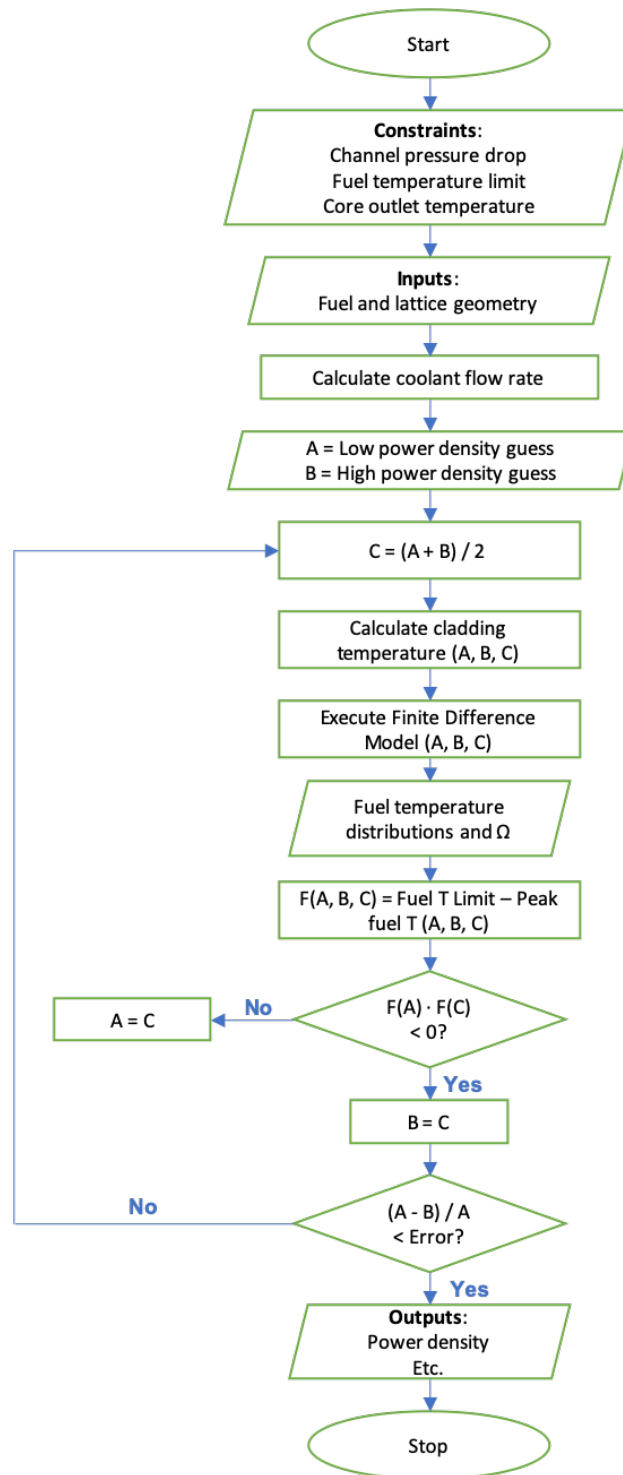 Start
Constraints:
Channel pressure drop
Fuel temperature limit
Core outlet temperature
Inputs:
Fuel and lattice geometry
Calculate coolant flow rate
A = Low power density guess
B = High power density guess
C = (A + B) / 2
Calculate cladding
temperature (A, B, C)
Execute Finite Difference
Model (A, B, C)
Fuel temperature
distributions and Ω
F(A, B, C) = Fuel T Limit – Peak
fuel T (A, B, C)
F(A) · F(C)
< 0?
No
A = C
Yes
B = C
(A - B) / A
< Error?
No
Yes
Outputs:
Power density
Etc.
Stop